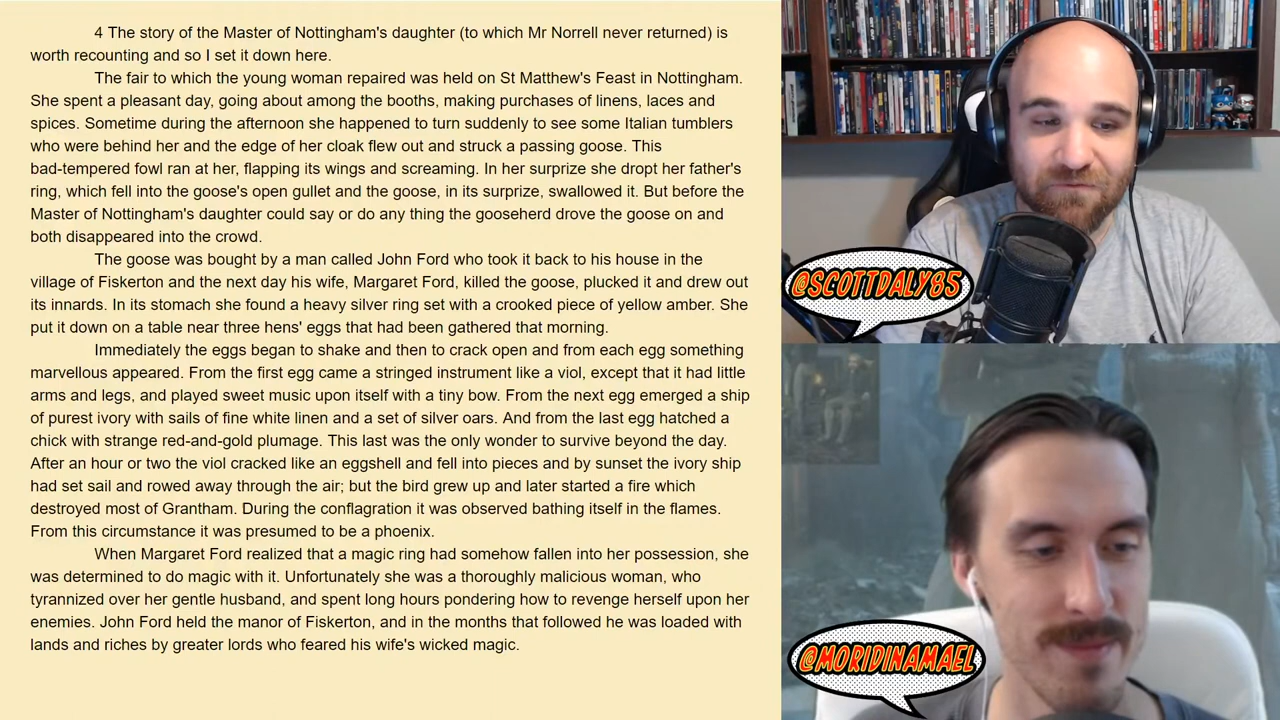 4 The story of the Master of Nottingham's daughter (to which Mr Norrell never returned) is
worth recounting and so I set it down here.
The fair to which the young woman repaired was held on St Matthew's Feast in Nottingham.
She spent a pleasant day, going about among the booths, making purchases of linens, laces and
spices. Sometime during the afternoon she happened to turn suddenly to see some Italian tumblers
who were behind her and the edge of her cloak flew out and struck a passing goose. This
bad-tempered fowl ran at her, flapping its wings and screaming. In her surprize she dropt her father's
ring, which fell into the goose's open gullet and the goose, in its surprize, swallowed it. But before the
Master of Nottingham's daughter could say or do any thing the gooseherd drove the goose on and
both disappeared into the crowd.
The goose was bought by a man called John Ford who took it back to his house in the
village of Fiskerton and the next day his wife, Margaret Ford, killed the goose, plucked it and drew out
its innards. In its stomach she found a heavy silver ring set with a crooked piece of yellow amber. She
put it down on a table near three hens' eggs that had been gathered that morning.
Immediately the eggs began to shake and then to crack open and from each egg something
marvellous appeared. From the first egg came a stringed instrument like a viol, except that it had little
arms and legs, and played sweet music upon itself with a tiny bow. From the next egg emerged a ship
of purest ivory with sails of fine white linen and a set of silver oars. And from the last egg hatched a
chick with strange red-and-gold plumage. This last was the only wonder to survive beyond the day.
After an hour or two the viol cracked like an eggshell and fell into pieces and by sunset the ivory ship
had set sail and rowed away through the air; but the bird grew up and later started a fire which
destroyed most of Grantham. During the conflagration it was observed bathing itself in the flames.
From this circumstance it was presumed to be a phoenix.
When Margaret Ford realized that a magic ring had somehow fallen into her possession, she
was determined to do magic with it. Unfortunately she was a thoroughly malicious woman, who
tyrannized over her gentle husband, and spent long hours pondering how to revenge herself upon her
enemies. John Ford held the manor of Fiskerton, and in the months that followed he was loaded with
lands and riches by greater lords who feared his wife's wicked magic.
@SCOTTDALY85
@MORIDINAMAEL